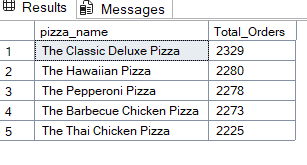 Results Messages
pizza_name Total_Orders
1 The Classic Deluxe Pizza 2329
2 The Hawaiian Pizza 2280
3 The Pepperoni Pizza 2278
4 The Barbecue Chicken Pizza 2273
5 The Thai Chicken Pizza 2225